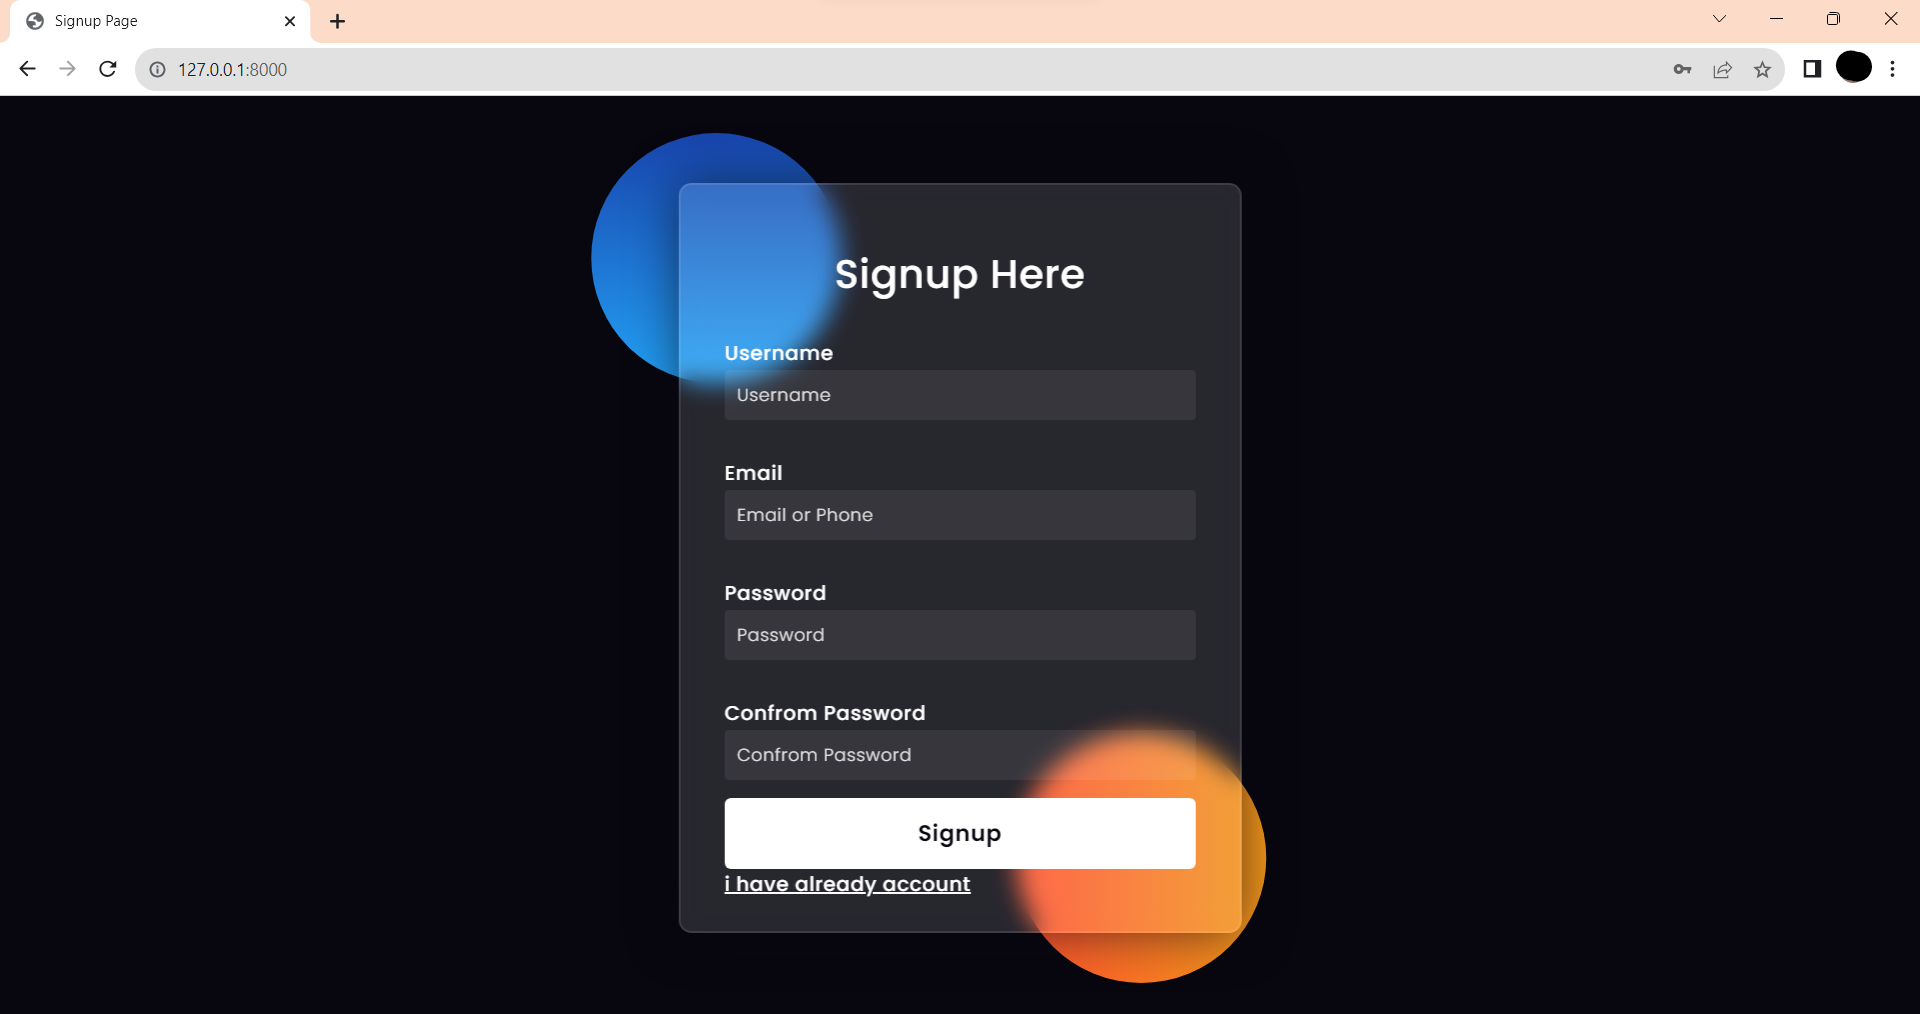 Signup Page
127.0.0.1:8000
Signup Here
Username
Username
Email
Email or Phone
Password
Password
Confrom Password
Confrom Password
Signup
i have already account